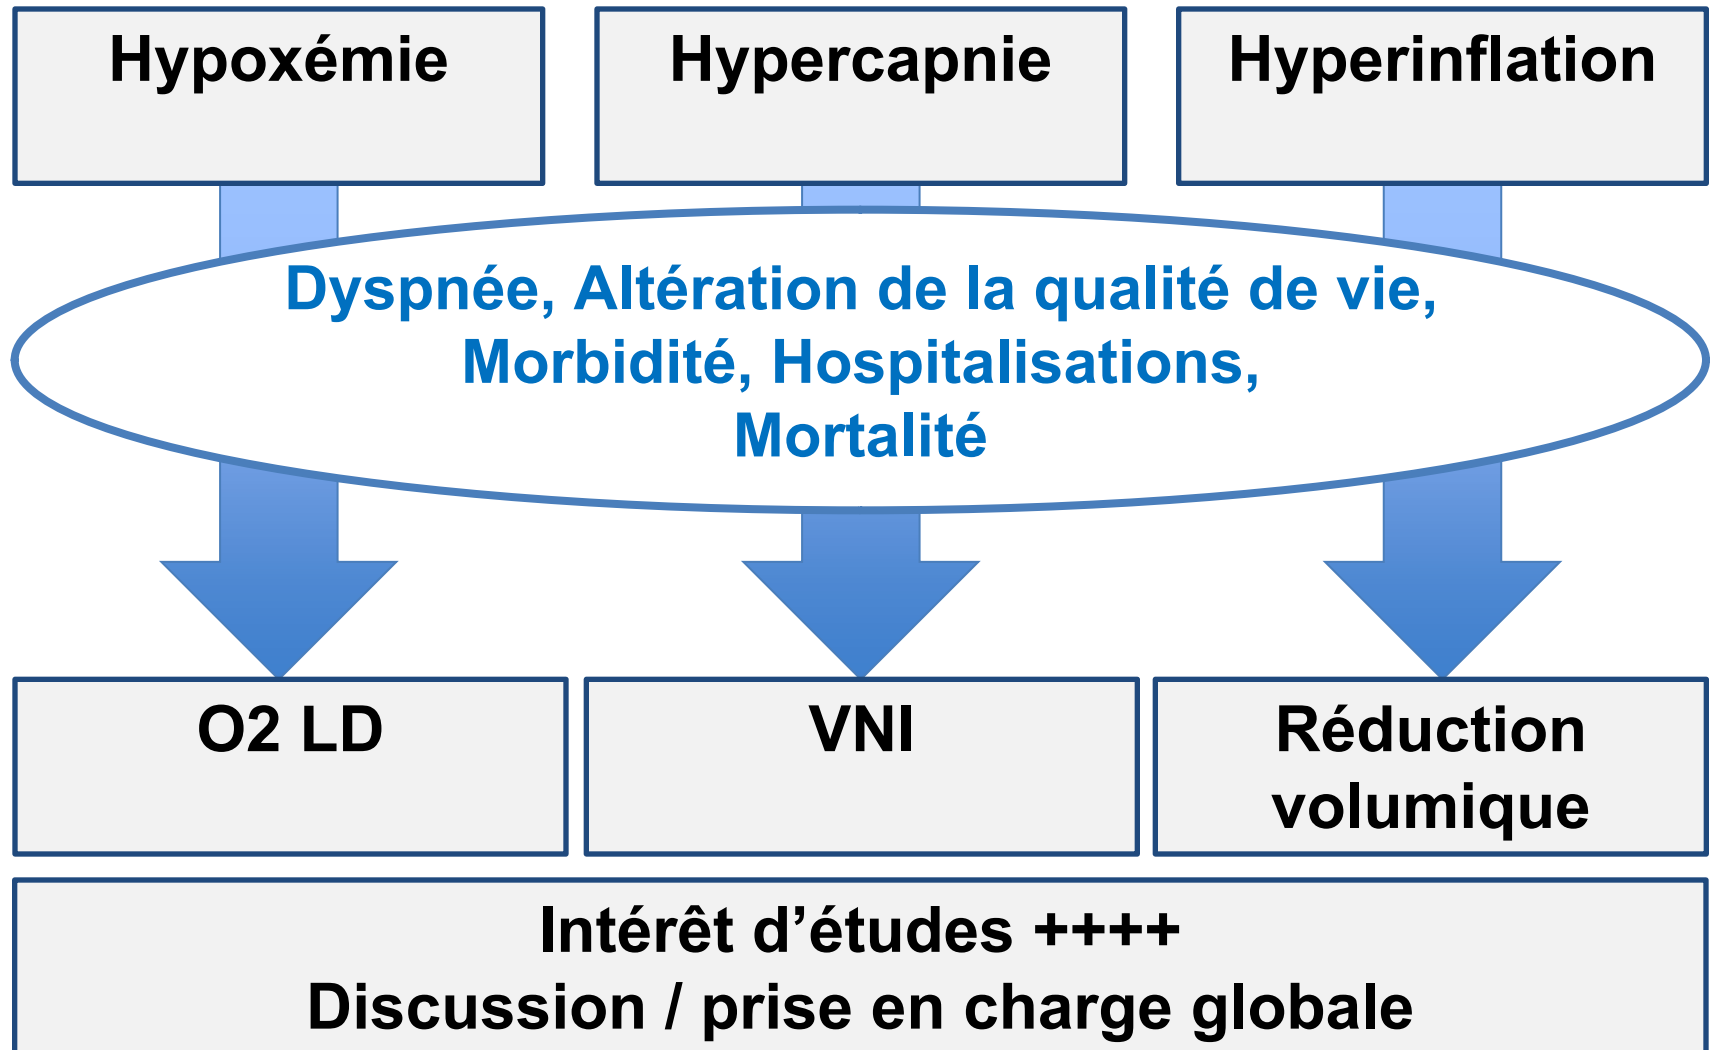 Hypoxémie
Hypercapnie
Hyperinflation
Dyspnée, Altération de la qualité de vie,
Morbidité, Hospitalisations,
Mortalité
O2 LD
VNI
Réduction
volumique
Intérêt d’études ++++
Discussion / prise en charge globale